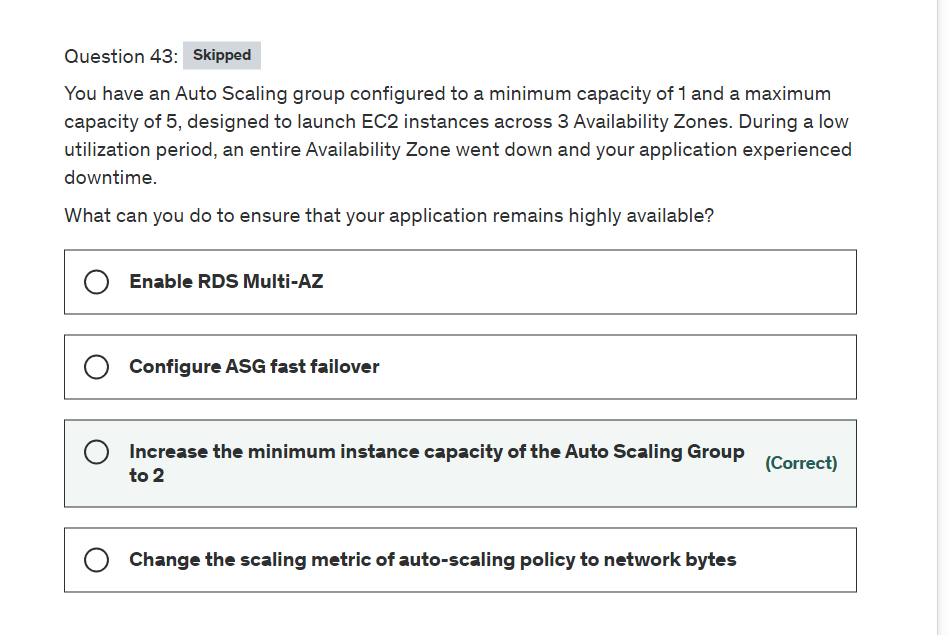 Question 43: Skipped
You have an Auto Scaling group configured to a minimum capacity of 1 and a maximum
capacity of 5, designed to launch EC2 instances across 3 Availability Zones. During a low
utilization period, an entire Availability Zone went down and your application experienced
downtime.
What can you do to ensure that your application remains highly available?
Enable RDS Multi-AZ
Configure ASG fast failover
Increase the minimum instance capacity of the Auto Scaling Group
to 2
(Correct)
Change the scaling metric of auto-scaling policy to network bytes